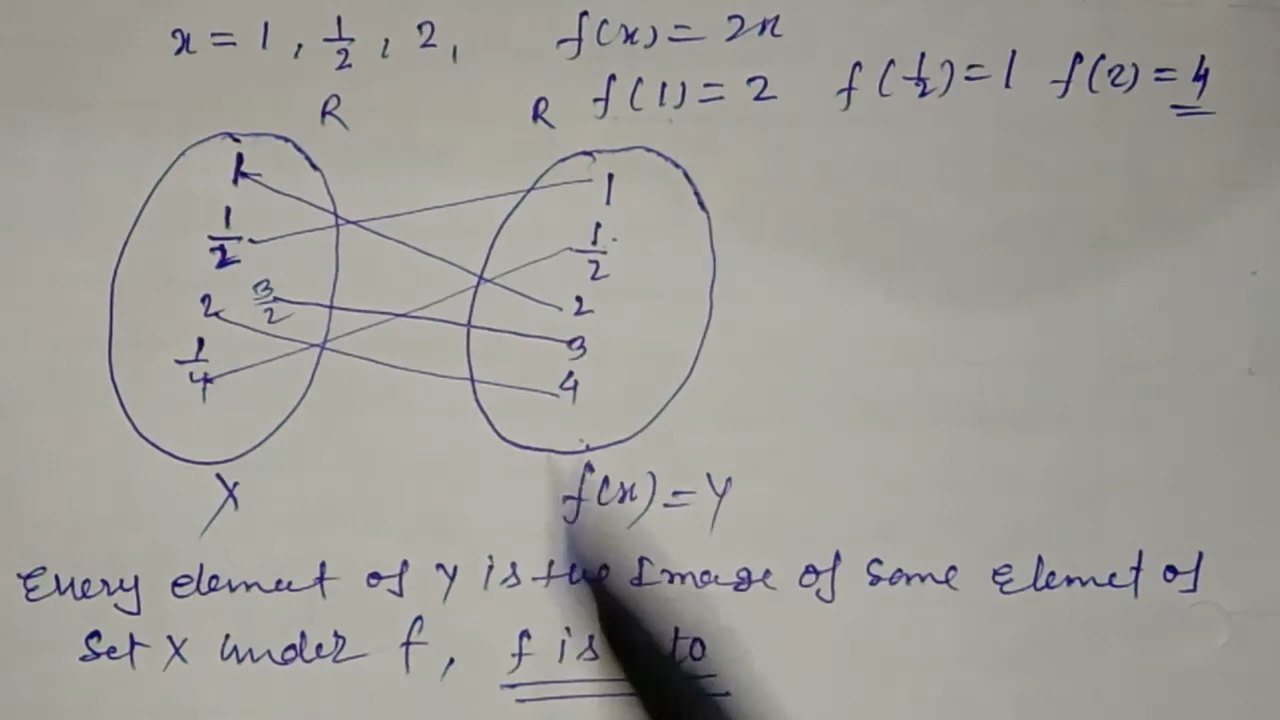 x = 1, 1/2, 2, f(x) = 2x
f(1) = 2 f(1/2) = 1 f(2) = 4
R R
1 1
1/2 1/2
2 3/2 2
3
1/4 4
X f(x) = Y
Every element of Y is the Image of Some Elemet of
Set X under f, f is to